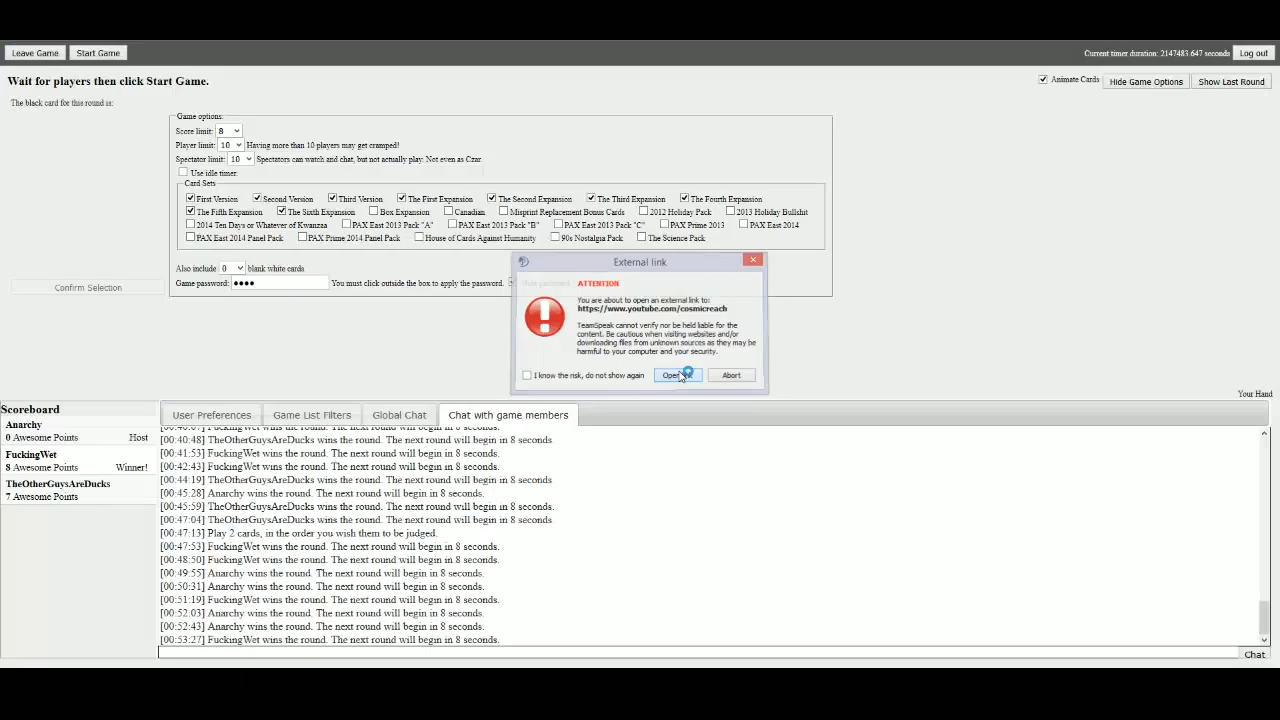 Leave Game Start Game Current timer duration: 2147483.647 seconds Log out
Wait for players then click Start Game. Animate Cards Hide Game Options Show Last Round
The black card for this round is:
Game options:
Score limit: 8
Player limit: 10 Having more than 10 players may get cramped!
Spectator limit: 10 Spectators can watch and chat, but not actually play. Not even as Czar.
Use idle timer.
Card Sets
First Version Second Version Third Version The First Expansion The Second Expansion The Third Expansion The Fourth Expansion
The Fifth Expansion The Sixth Expansion Box Expansion Canadian Misprint Replacement Bonus Cards 2012 Holiday Pack 2013 Holiday Bullshit
2014 Ten Days or Whatever of Kwanzaa PAX East 2013 Pack "A" PAX East 2013 Pack "B" PAX East 2013 Pack "C" PAX Prime 2013 PAX East 2014
PAX East 2014 Panel Pack PAX Prime 2014 Panel Pack House of Cards Against Humanity 90s Nostalgia Pack The Science Pack
Also include 0 blank white cards
Game password: •••• You must click outside the box to apply the password.
Confirm Selection
External link
ATTENTION
You are about to open an external link to:
https://www.youtube.com/cosmicreach
TeamSpeak cannot verify nor be held liable for the
content. Be cautious when visiting websites and/or
downloading files from unknown sources as they may be
harmful to your computer and your security.
I know the risk, do not show again Open Abort
Your Hand
Scoreboard
Anarchy
0 Awesome Points Host
FuckingWet
8 Awesome Points Winner!
TheOtherGuysAreDucks
7 Awesome Points
User Preferences Game List Filters Global Chat Chat with game members
[00:40:07] FuckingWet wins the round. The next round will begin in 8 seconds.
[00:40:48] TheOtherGuysAreDucks wins the round. The next round will begin in 8 seconds.
[00:41:53] FuckingWet wins the round. The next round will begin in 8 seconds.
[00:42:43] FuckingWet wins the round. The next round will begin in 8 seconds.
[00:44:19] TheOtherGuysAreDucks wins the round. The next round will begin in 8 seconds.
[00:45:28] Anarchy wins the round. The next round will begin in 8 seconds.
[00:45:59] TheOtherGuysAreDucks wins the round. The next round will begin in 8 seconds.
[00:47:04] TheOtherGuysAreDucks wins the round. The next round will begin in 8 seconds.
[00:47:13] Play 2 cards, in the order you wish them to be judged.
[00:47:53] FuckingWet wins the round. The next round will begin in 8 seconds.
[00:48:50] FuckingWet wins the round. The next round will begin in 8 seconds.
[00:49:55] Anarchy wins the round. The next round will begin in 8 seconds.
[00:50:31] Anarchy wins the round. The next round will begin in 8 seconds.
[00:51:19] FuckingWet wins the round. The next round will begin in 8 seconds.
[00:52:03] Anarchy wins the round. The next round will begin in 8 seconds.
[00:52:43] Anarchy wins the round. The next round will begin in 8 seconds.
[00:53:27] FuckingWet wins the round. The next round will begin in 8 seconds.
Chat